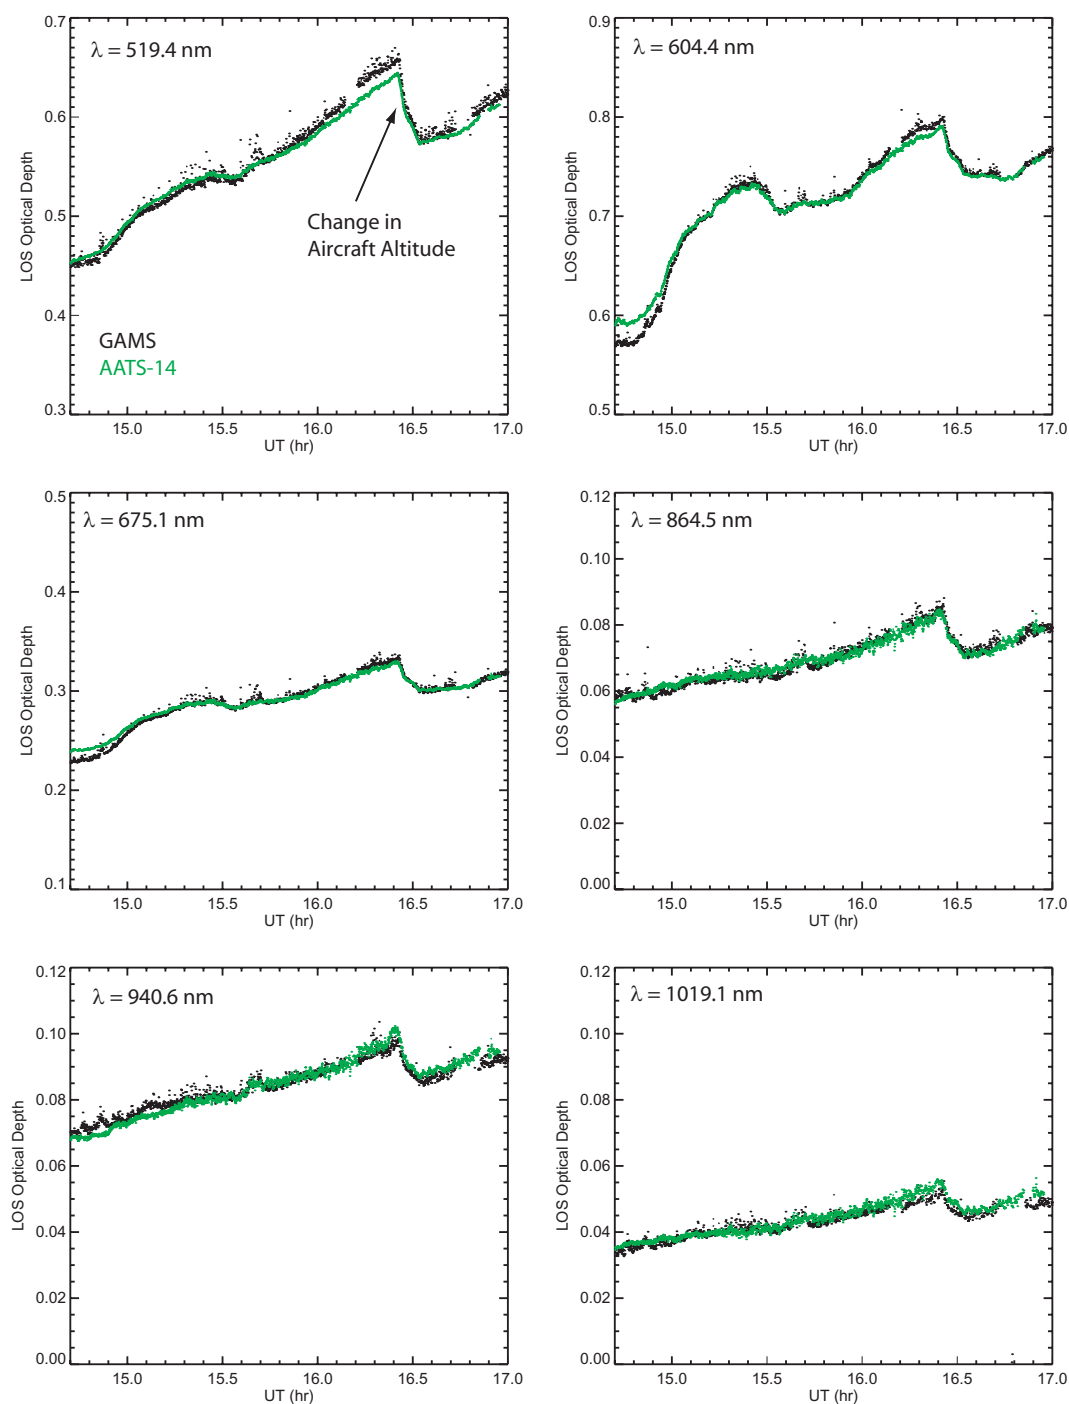 λ = 519.4 nm
0.7
0.6
0.5
0.4
0.3
LOS Optical Depth
Change in
Aircraft Altitude
GAMS
AATS-14
15.0 15.5 16.0 16.5 17.0
UT (hr)
λ = 604.4 nm
0.9
0.8
0.7
0.6
0.5
LOS Optical Depth
15.0 15.5 16.0 16.5 17.0
UT (hr)
λ = 675.1 nm
0.5
0.4
0.3
0.2
0.1
LOS Optical Depth
15.0 15.5 16.0 16.5 17.0
UT (hr)
λ = 864.5 nm
0.12
0.10
0.08
0.06
0.04
0.02
0.00
LOS Optical Depth
15.0 15.5 16.0 16.5 17.0
UT (hr)
λ = 940.6 nm
0.12
0.10
0.08
0.06
0.04
0.02
0.00
LOS Optical Depth
15.0 15.5 16.0 16.5 17.0
UT (hr)
λ = 1019.1 nm
0.12
0.10
0.08
0.06
0.04
0.02
0.00
LOS Optical Depth
15.0 15.5 16.0 16.5 17.0
UT (hr)